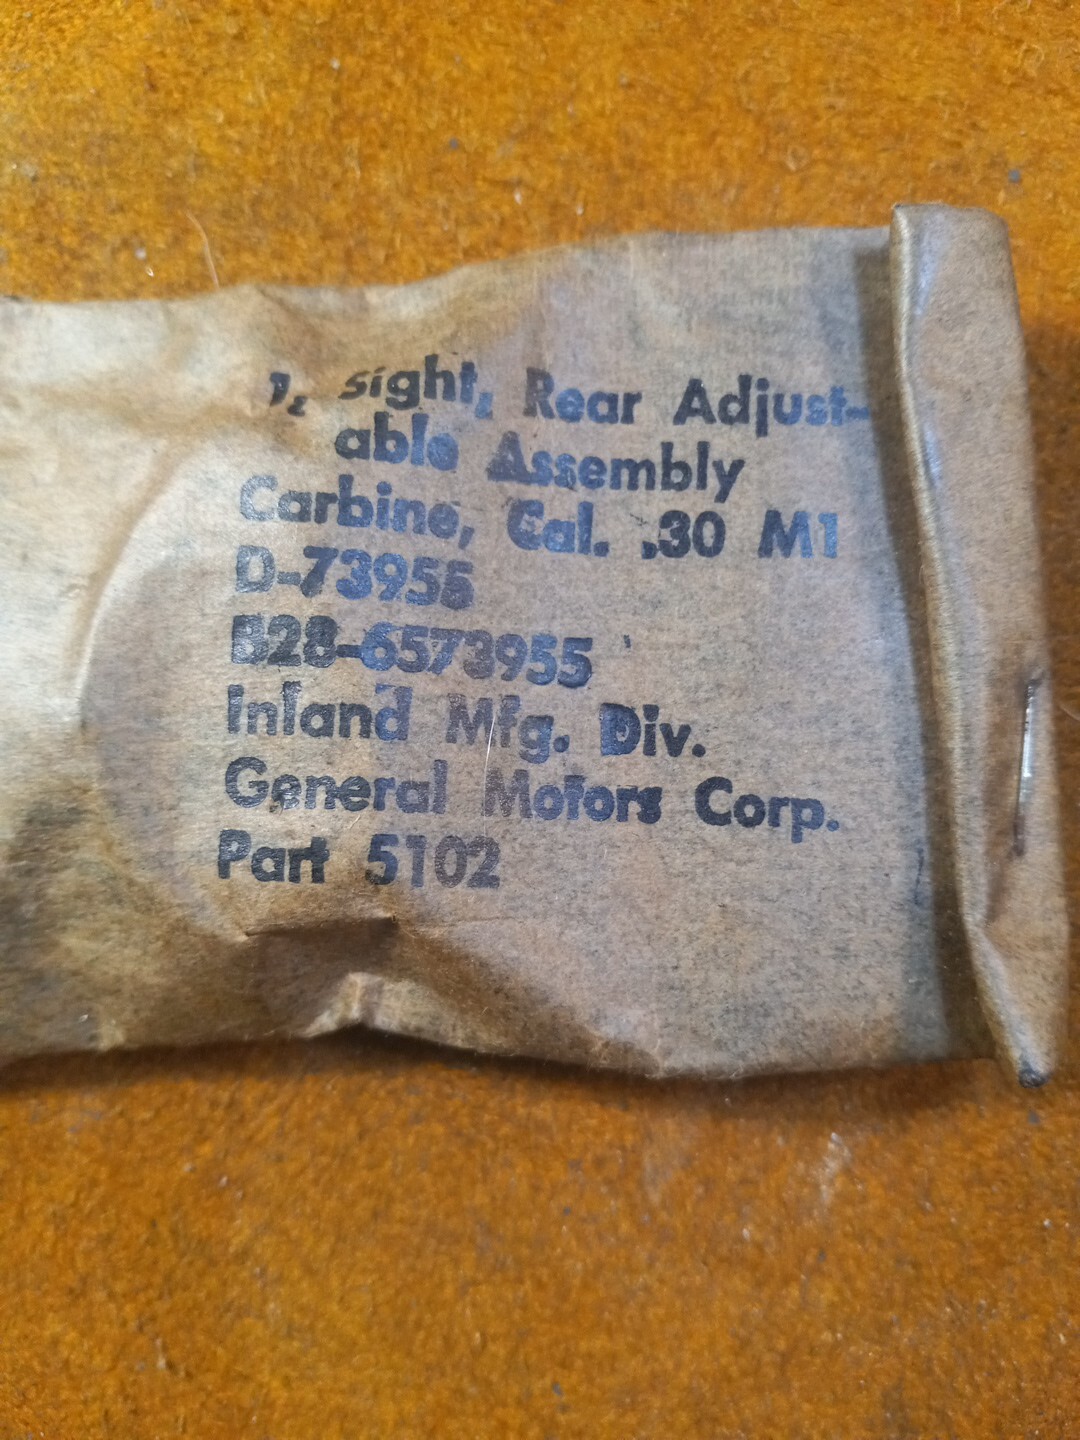 1, Sight, Rear Adjust-
able Assembly
Carbine, Cal. .30 M1
D-73955
B28-6573955
Inland Mfg. Div.
General Motors Corp.
Part 5102